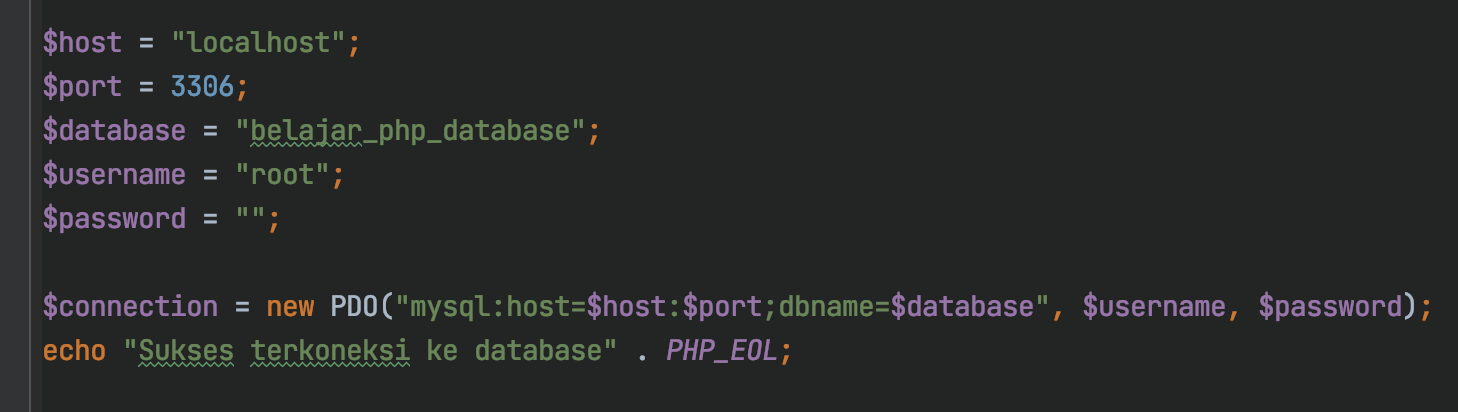 $host = "localhost";
$port = 3306;
$database = "belajar_php_database";
$username = "root";
$password = "";
$connection = new PDO("mysql:host=$host:$port;dbname=$database", $username, $password);
echo "Sukses terkoneksi ke database" . PHP_EOL;